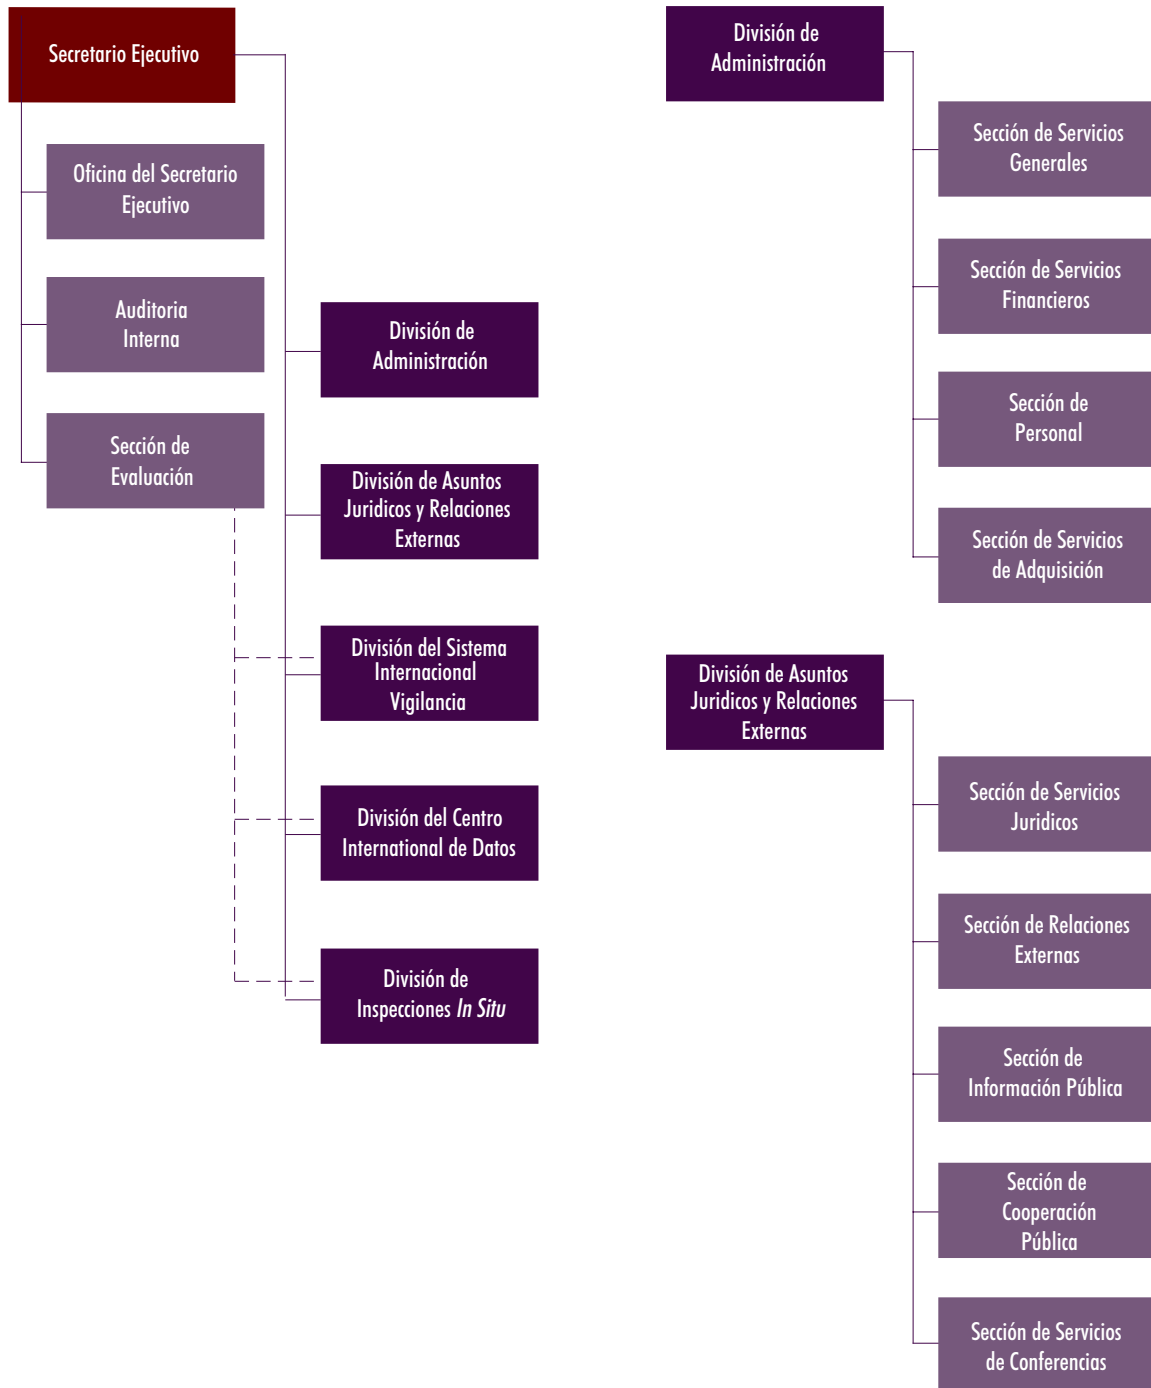 Secretario Ejecutivo
Oficina del Secretario
Ejecutivo
Auditoria
Interna
Sección de
Evaluación
División de
Administración
División de Asuntos
Juridicos y Relaciones
Externas
División del Sistema
Internacional
Vigilancia
División del Centro
International de Datos
División de
Inspecciones In Situ
División de
Administración
Sección de Servicios
Generales
Sección de Servicios
Financieros
Sección de
Personal
Sección de Servicios
de Adquisición
División de Asuntos
Juridicos y Relaciones
Externas
Sección de Servicios
Juridicos
Sección de Relaciones
Externas
Sección de
Información Pública
Sección de
Cooperación
Pública
Sección de Servicios
de Conferencias